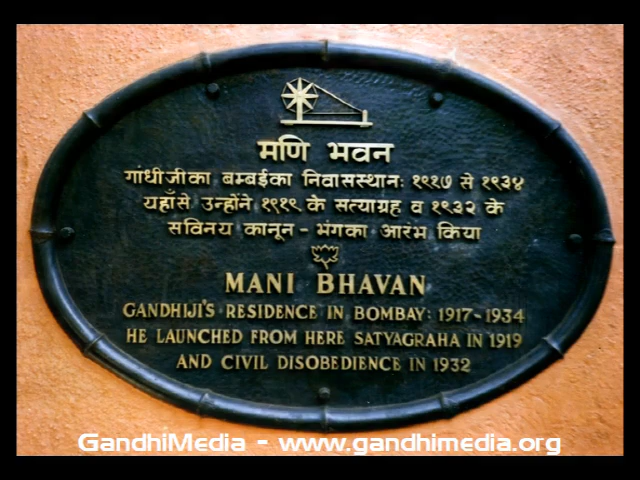 मणि भवन
गांधीजीका बम्बईका निवासस्थान: १९१७ से १९३४
यहाँसे उन्होंने १९१९ के सत्याग्रह व १९३२ के
सविनय कानून - भंगका आरंभ किया
MANI BHAVAN
GANDHIJI'S RESIDENCE IN BOMBAY: 1917-1934
HE LAUNCHED FROM HERE SATYAGRAHA IN 1919
AND CIVIL DISOBEDIENCE IN 1932
GandhiMedia - www.gandhimedia.org